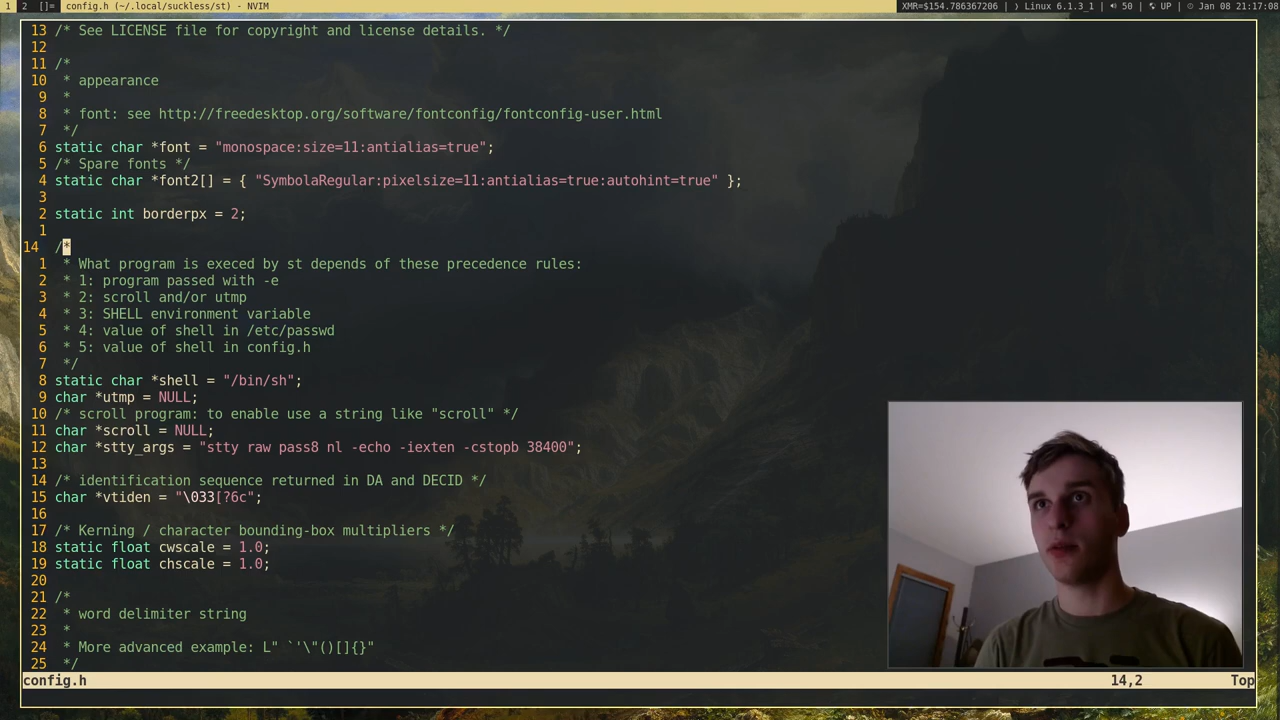 1 2 []= config.h (~/.local/suckless/st) - NVIM XMR=$154.786367206 | Linux 6.1.3_1 | 50 | UP | Jan 08 21:17:08
13 /* See LICENSE file for copyright and license details. */
12
11 /*
10  * appearance
9  *
8  * font: see http://freedesktop.org/software/fontconfig/fontconfig-user.html
7  */
6 static char *font = "monospace:size=11:antialias=true";
5 /* Spare fonts */
4 static char *font2[] = { "SymbolaRegular:pixelsize=11:antialias=true:autohint=true" };
3
2 static int borderpx = 2;
1
14 /*
1  * What program is execed by st depends of these precedence rules:
2  * 1: program passed with -e
3  * 2: scroll and/or utmp
4  * 3: SHELL environment variable
5  * 4: value of shell in /etc/passwd
6  * 5: value of shell in config.h
7  */
8 static char *shell = "/bin/sh";
9 char *utmp = NULL;
10 /* scroll program: to enable use a string like "scroll" */
11 char *scroll = NULL;
12 char *stty_args = "stty raw pass8 nl -echo -iexten -cstopb 38400";
13
14 /* identification sequence returned in DA and DECID */
15 char *vtiden = "\033[?6c";
16
17 /* Kerning / character bounding-box multipliers */
18 static float cwscale = 1.0;
19 static float chscale = 1.0;
20
21 /*
22  * word delimiter string
23  *
24  * More advanced example: L" `'\"()[]{}"
25  */
config.h 14,2 Top